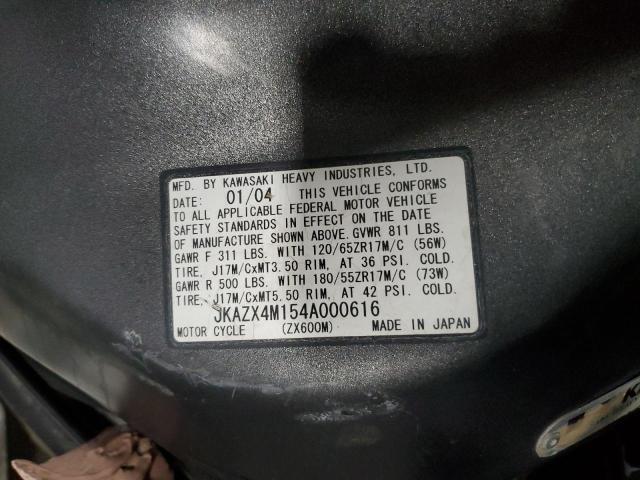 MFD. BY KAWASAKI HEAVY INDUSTRIES, LTD.
DATE: 01/04 THIS VEHICLE CONFORMS
TO ALL APPLICABLE FEDERAL MOTOR VEHICLE
SAFETY STANDARDS IN EFFECT ON THE DATE
OF MANUFACTURE SHOWN ABOVE. GVWR 811 LBS.
GAWR F 311 LBS. WITH 120/65ZR17M/C (56W)
TIRE, J17M/CxMT3.50 RIM, AT 36 PSI. COLD.
GAWR R 500 LBS. WITH 180/55ZR17M/C (73W)
TIRE, J17M/CxMT5.50 RIM, AT 42 PSI. COLD.
JKAZX4M154A000616
MOTOR CYCLE (ZX600M) MADE IN JAPAN